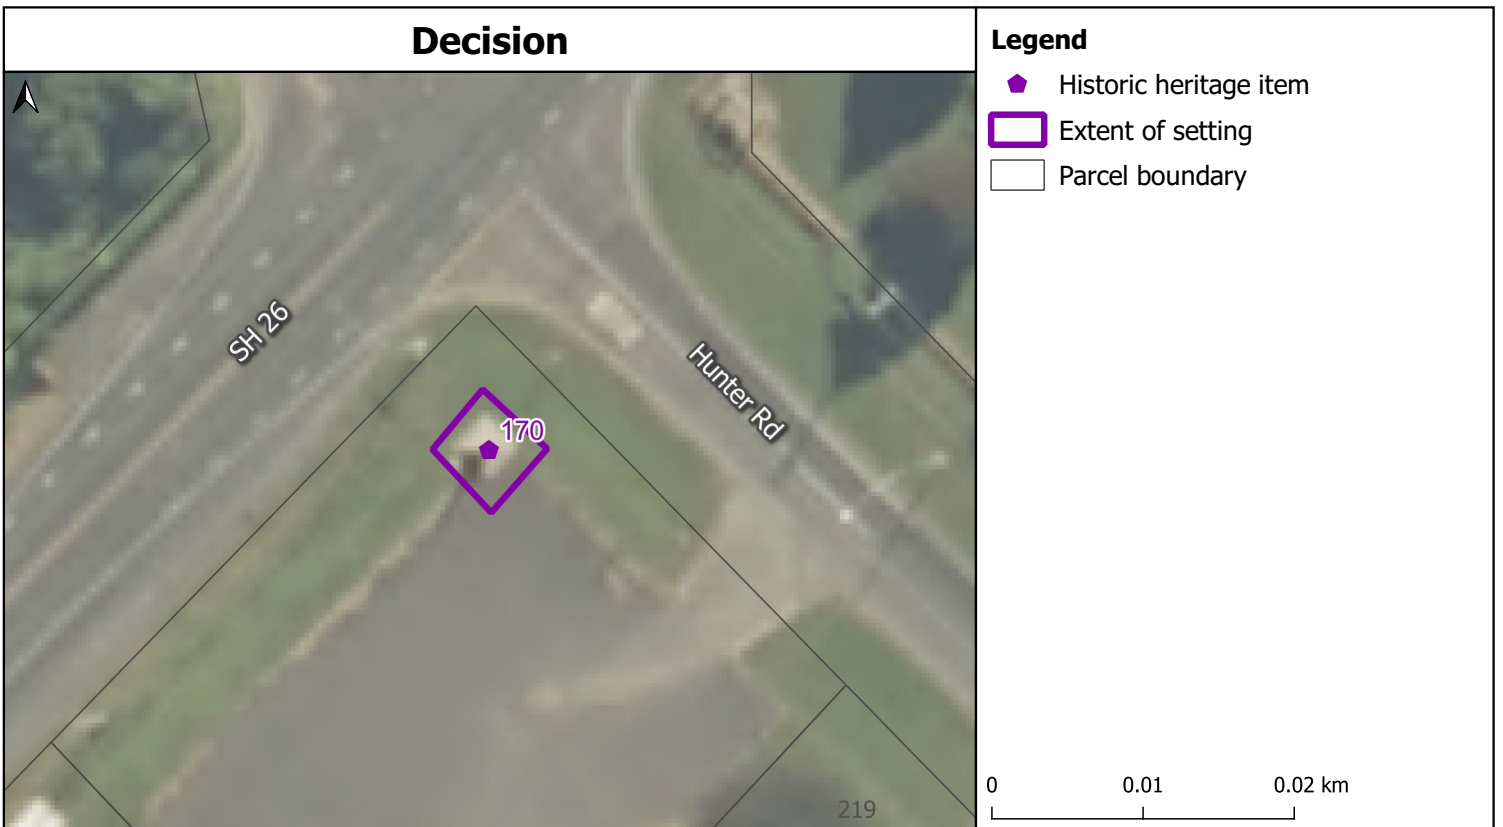 Decision
SH 26
Hunter Rd
170
219
Legend
Historic heritage item
Extent of setting
Parcel boundary
0 0.01 0.02 km